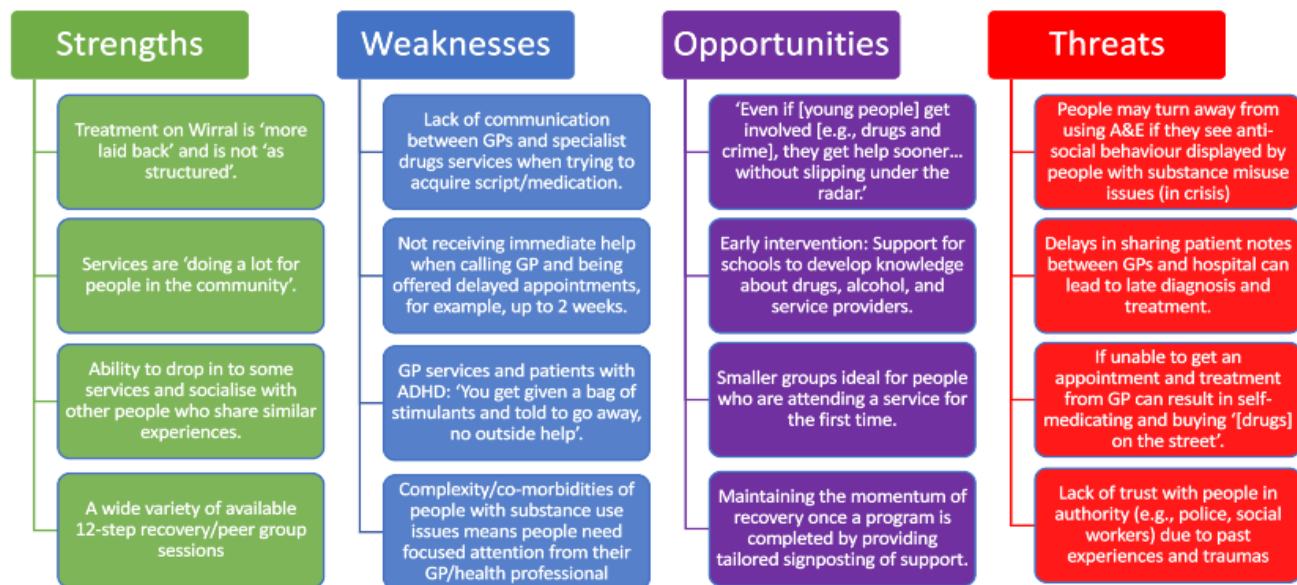 Strengths
Treatment on Wirral is ‘more
laid back’ and is not ‘as
structured’.
Services are ‘doing a lot for
people in the community’.
Ability to drop in to some
services and socialise with
other people who share similar
experiences.
A wide variety of available
12-step recovery/peer group
sessions
Weaknesses
Lack of communication
between GPs and specialist
drugs services when trying to
acquire script/medication.
Not receiving immediate help
when calling GP and being
offered delayed appointments,
for example, up to 2 weeks.
GP services and patients with
ADHD: ‘You get given a bag of
stimulants and told to go away,
no outside help’.
Complexity/co-morbidities of
people with substance use
issues means people need
focused attention from their
GP/health professional
Opportunities
‘Even if [young people] get
involved [e.g., drugs and
crime], they get help sooner…
without slipping under the
radar.’
Early intervention: Support for
schools to develop knowledge
about drugs, alcohol, and
service providers.
Smaller groups ideal for people
who are attending a service for
the first time.
Maintaining the momentum of
recovery once a program is
completed by providing
tailored signposting of support.
Threats
People may turn away from
using A&E if they see anti-
social behaviour displayed by
people with substance misuse
issues (in crisis)
Delays in sharing patient notes
between GPs and hospital can
lead to late diagnosis and
treatment.
If unable to get an
appointment and treatment
from GP can result in self-
medicating and buying ‘[drugs]
on the street’.
Lack of trust with people in
authority (e.g., police, social
workers) due to past
experiences and traumas